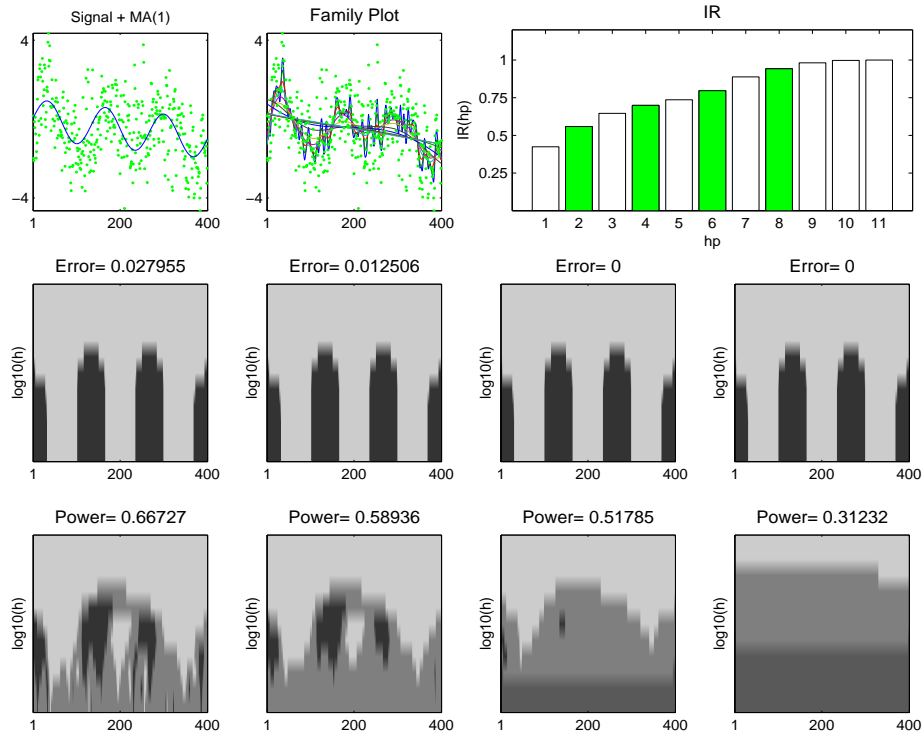 Signal + MA(1)
4
−4
1
200
400
Family Plot
4
−4
1
200
400
IR
IR(hp)
1
0.75
0.5
0.25
1 2 3 4 5 6 7 8 9 10 11
hp
Error= 0.027955
log10(h)
1
200
400
Error= 0.012506
log10(h)
1
200
400
Error= 0
log10(h)
1
200
400
Error= 0
log10(h)
1
200
400
Power= 0.66727
log10(h)
1
200
400
Power= 0.58936
log10(h)
1
200
400
Power= 0.51785
log10(h)
1
200
400
Power= 0.31232
log10(h)
1
200
400